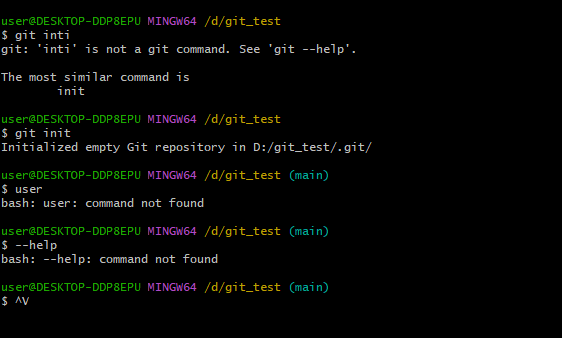 user@DESKTOP-DDP8EPU MINGW64 /d/git_test
$ git inti
git: 'inti' is not a git command. See 'git --help'.
The most similar command is
init
user@DESKTOP-DDP8EPU MINGW64 /d/git_test
$ git init
Initialized empty Git repository in D:/git_test/.git/
user@DESKTOP-DDP8EPU MINGW64 /d/git_test (main)
$ user
bash: user: command not found
user@DESKTOP-DDP8EPU MINGW64 /d/git_test (main)
$ --help
bash: --help: command not found
user@DESKTOP-DDP8EPU MINGW64 /d/git_test (main)
$ ^V